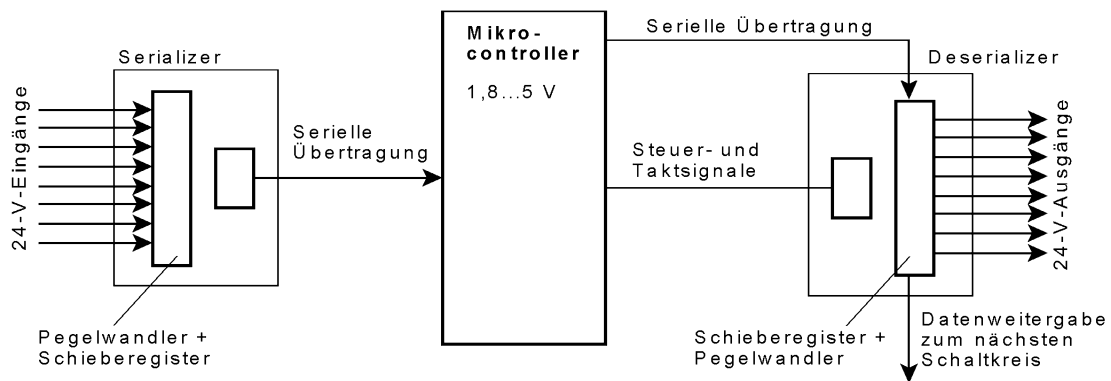 Serializer
24-V-Eingänge
Pegelwandler +
Schieberegister
Serielle
Übertragung
Mikro-
controller
1,8...5 V
Serielle Übertragung
Steuer- und
Taktsignale
Deserializer
24-V-Ausgänge
Schieberegister +
Pegelwandler
Datenweitergabe
zum nächsten
Schaltkreis